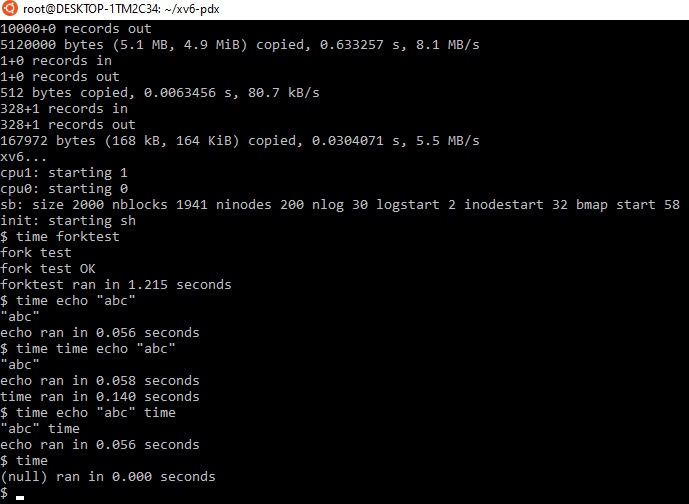 root@DESKTOP-1TM2C34: ~/xv6-pdx
10000+0 records out
5120000 bytes (5.1 MB, 4.9 MiB) copied, 0.633257 s, 8.1 MB/s
1+0 records in
1+0 records out
512 bytes copied, 0.0063456 s, 80.7 kB/s
328+1 records in
328+1 records out
167972 bytes (168 kB, 164 KiB) copied, 0.0304071 s, 5.5 MB/s
xv6...
cpu1: starting 1
cpu0: starting 0
sb: size 2000 nblocks 1941 ninodes 200 nlog 30 logstart 2 inodestart 32 bmap start 58
init: starting sh
$ time forktest
fork test
fork test OK
forktest ran in 1.215 seconds
$ time echo "abc"
"abc"
echo ran in 0.056 seconds
$ time time echo "abc"
"abc"
echo ran in 0.058 seconds
time ran in 0.140 seconds
$ time echo "abc" time
"abc" time
echo ran in 0.056 seconds
$ time
(null) ran in 0.000 seconds
$